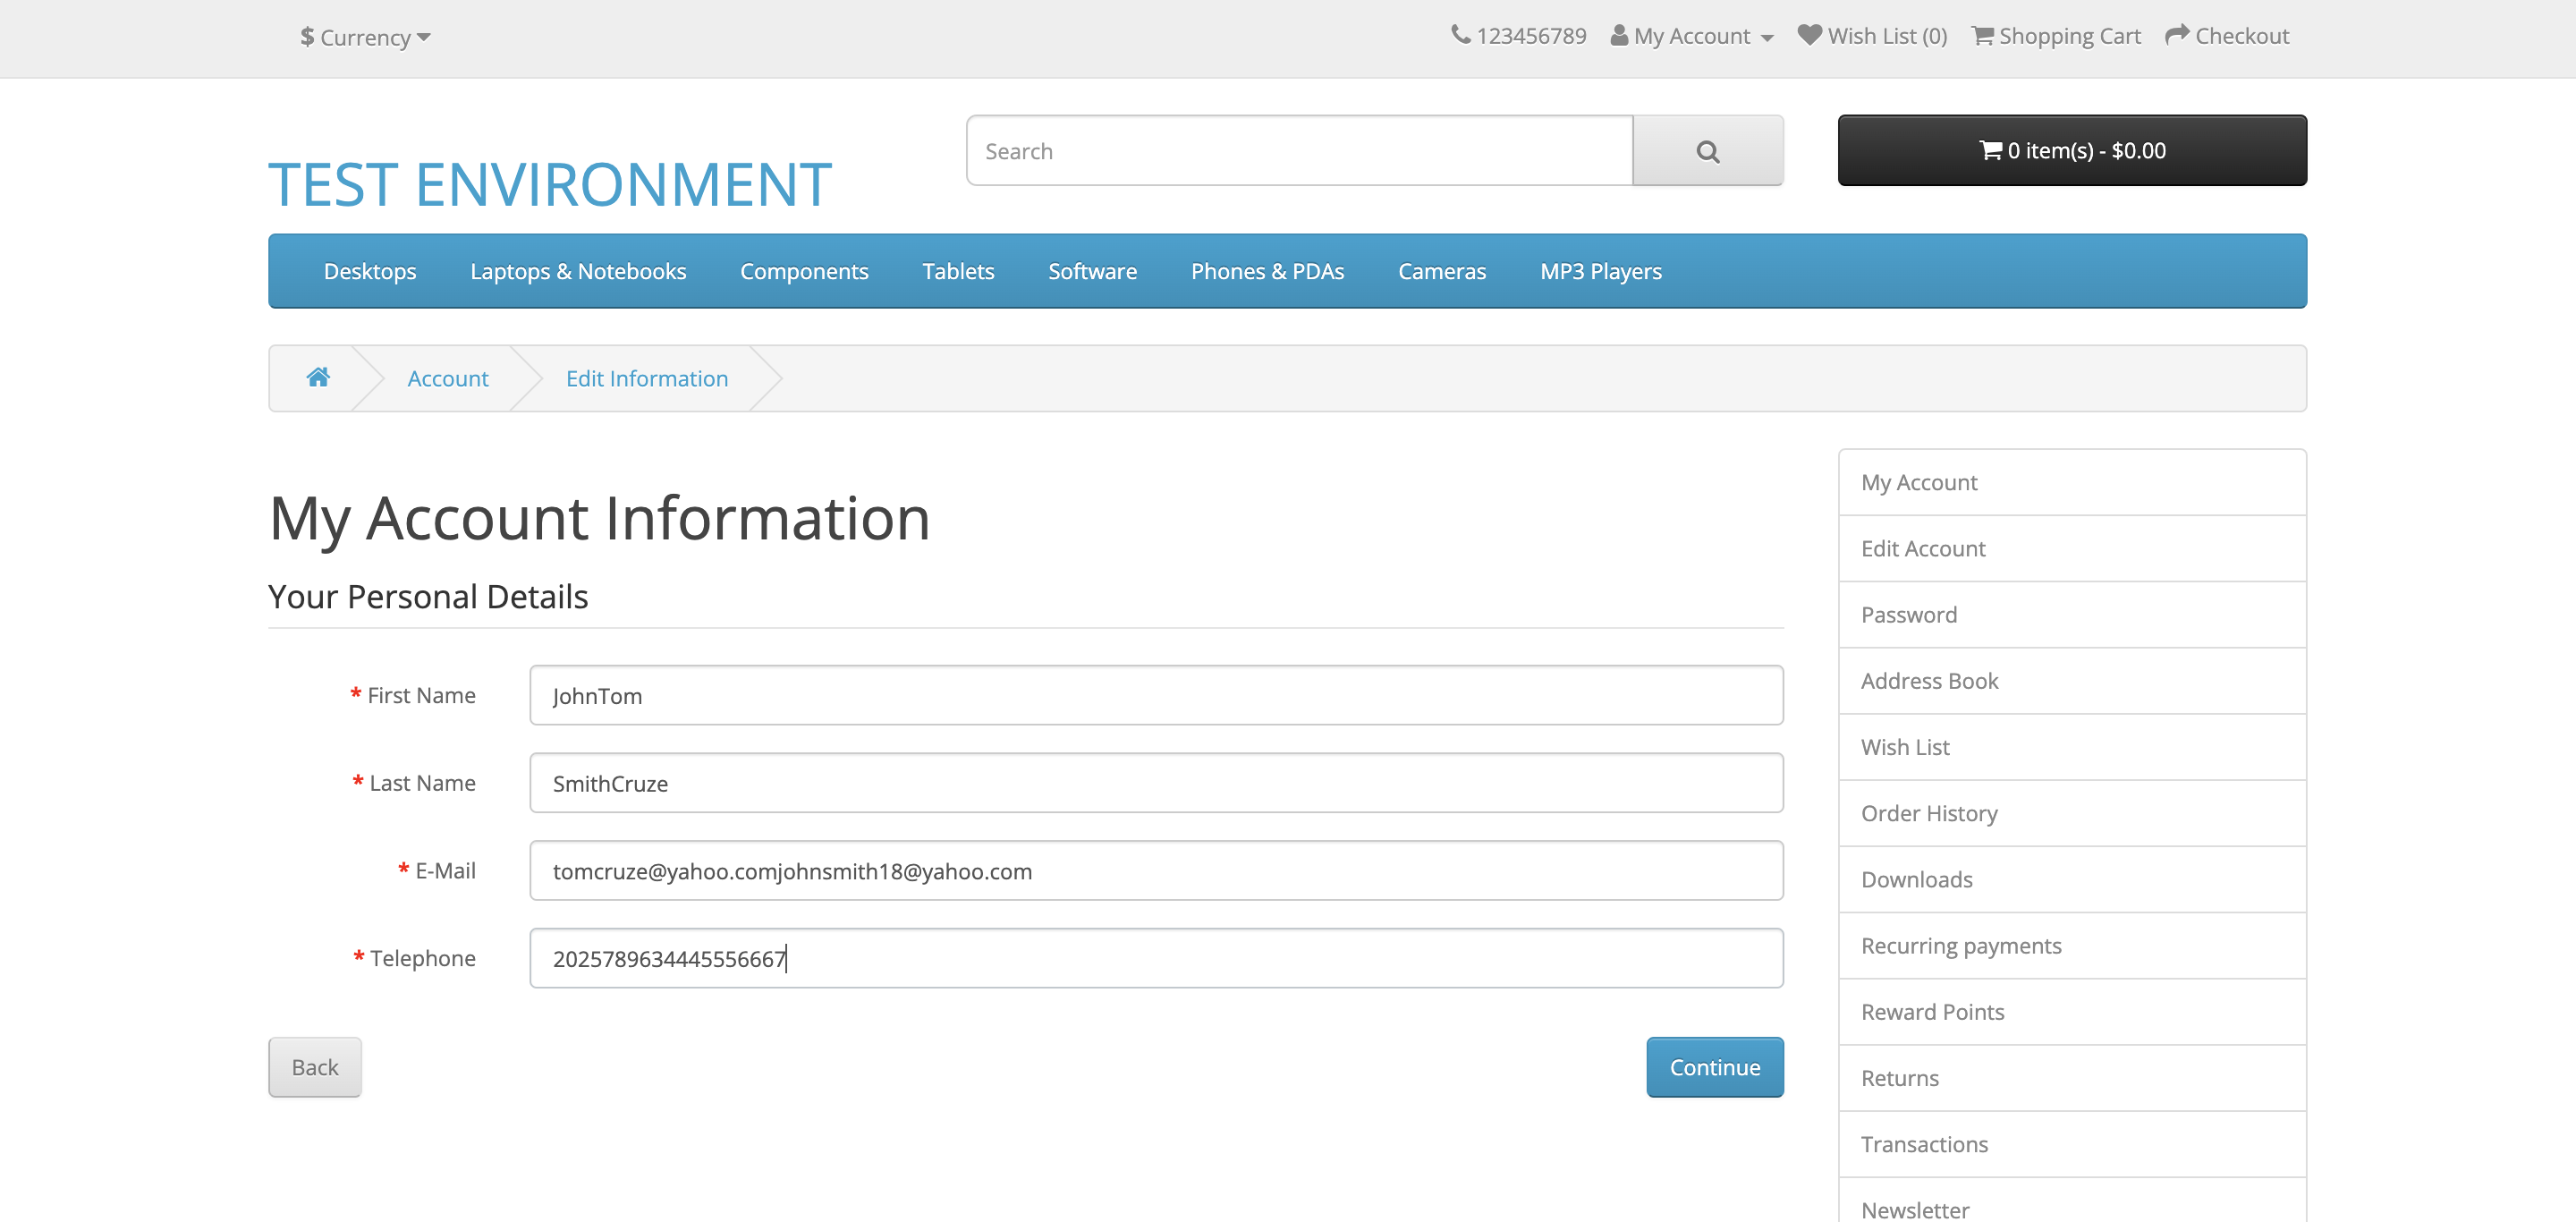 $ Currency
123456789 My Account Wish List (0) Shopping Cart Checkout
TEST ENVIRONMENT
Search
0 item(s) - $0.00
Desktops Laptops & Notebooks Components Tablets Software Phones & PDAs Cameras MP3 Players
Account Edit Information
My Account Information
Your Personal Details
* First Name JohnTom
* Last Name SmithCruze
* E-Mail tomcruze@yahoo.comjohnsmith18@yahoo.com
* Telephone 2025789634445556667
Back
Continue
My Account
Edit Account
Password
Address Book
Wish List
Order History
Downloads
Recurring payments
Reward Points
Returns
Transactions
Newsletter